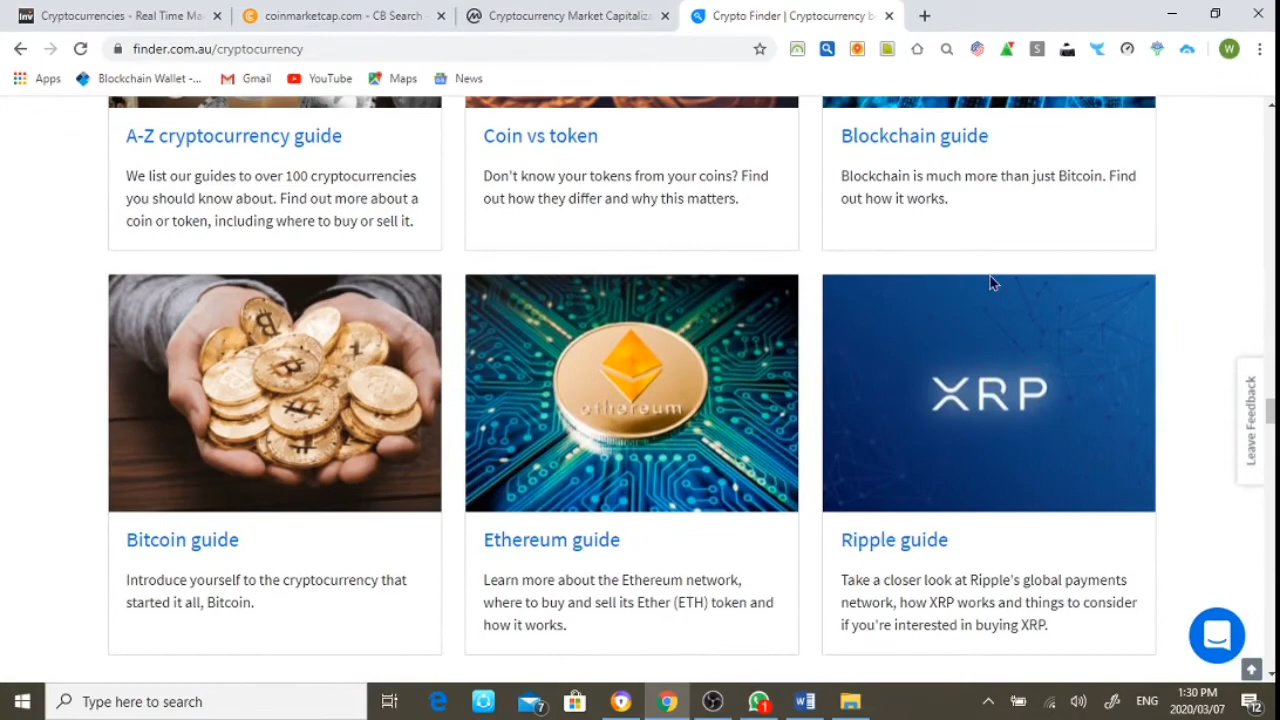 Cryptocurrencies - Real Time Ma
coinmarketcap.com - CB Search -
Cryptocurrency Market Capitaliza
Crypto Finder | Cryptocurrency b
finder.com.au/cryptocurrency
W
Apps
Blockchain Wallet -...
Gmail
YouTube
Maps
News
A-Z cryptocurrency guide
We list our guides to over 100 cryptocurrencies
you should know about. Find out more about a
coin or token, including where to buy or sell it.
Coin vs token
Don't know your tokens from your coins? Find
out how they differ and why this matters.
Blockchain guide
Blockchain is much more than just Bitcoin. Find
out how it works.
ethereum
XRP
Leave Feedback
Bitcoin guide
Introduce yourself to the cryptocurrency that
started it all, Bitcoin.
Ethereum guide
Learn more about the Ethereum network,
where to buy and sell its Ether (ETH) token and
how it works.
Ripple guide
Take a closer look at Ripple's global payments
network, how XRP works and things to consider
if you're interested in buying XRP.
Type here to search
7
1
ENG
1:30 PM
2020/03/07
12